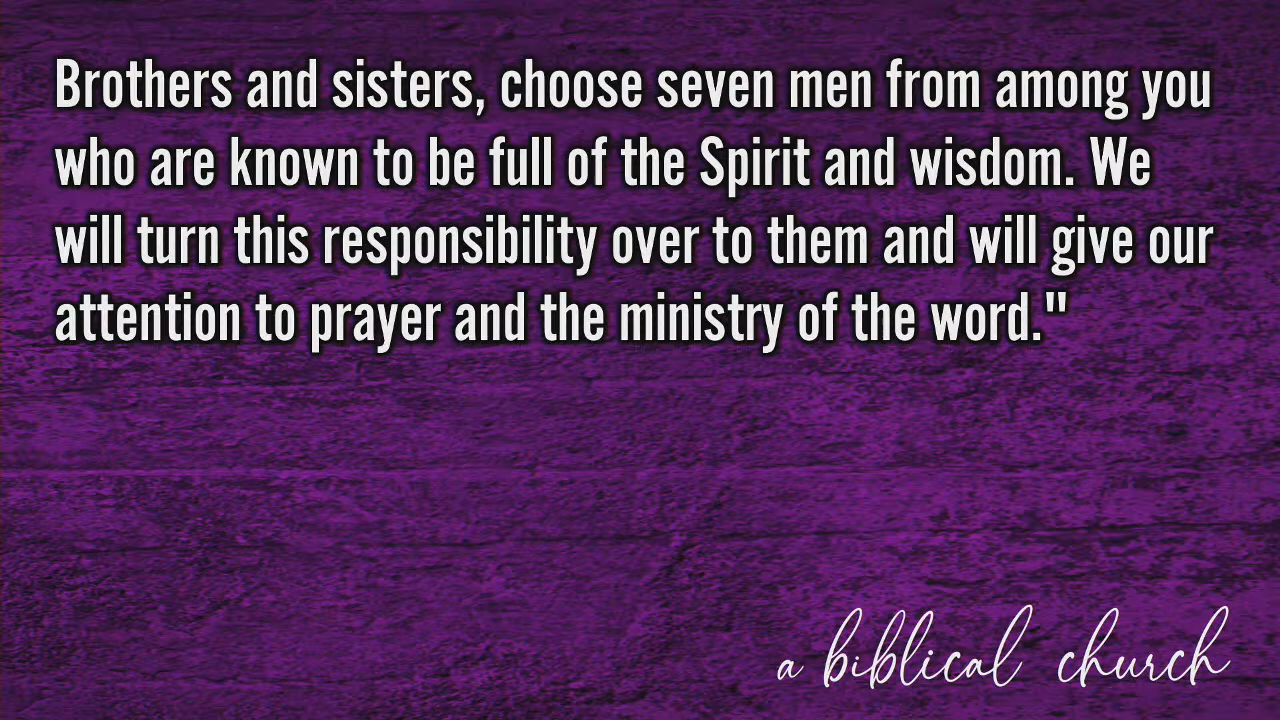 Brothers and sisters, choose seven men from among you
who are known to be full of the Spirit and wisdom. We
will turn this responsibility over to them and will give our
attention to prayer and the ministry of the word."
a biblical church